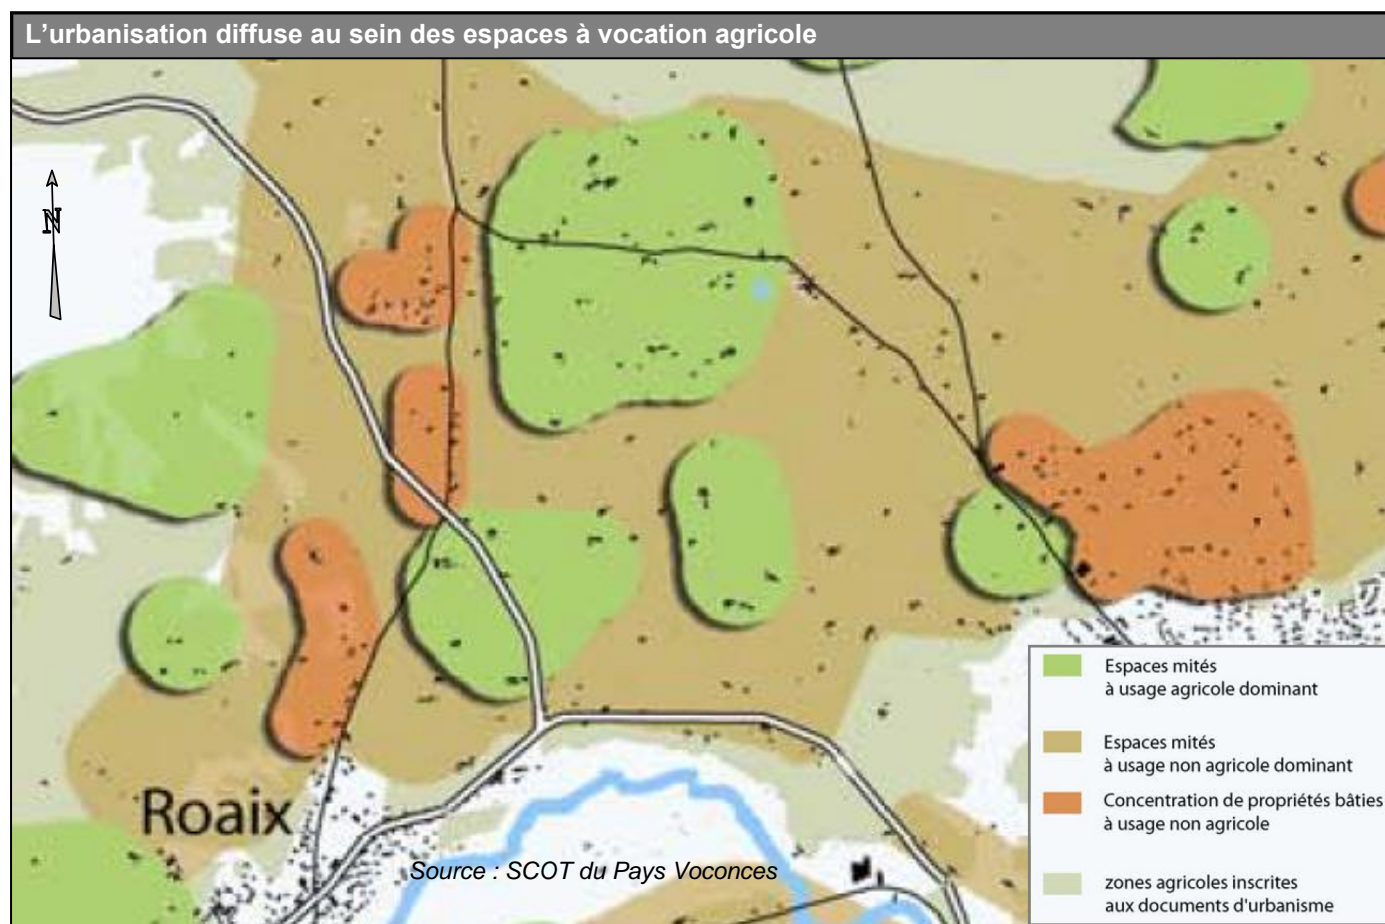 L'urbanisation diffuse au sein des espaces à vocation agricole
N
Roaix
Source : SCOT du Pays Voconces
Espaces mités
à usage agricole dominant
Espaces mités
à usage non agricole dominant
Concentration de propriétés bâties
à usage non agricole
zones agricoles inscrites
aux documents d'urbanisme